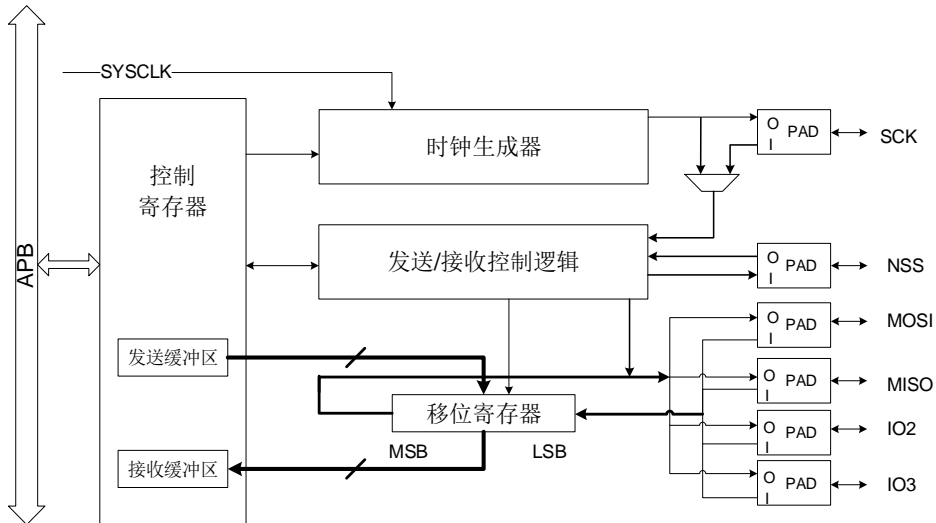 SYSCLK
APB
控制
寄存器
时钟生成器
O
I
PAD
SCK
发送/接收控制逻辑
O
I
PAD
NSS
O
I
PAD
MOSI
发送缓冲区
O
I
PAD
MISO
移位寄存器
MSB
LSB
O
I
PAD
IO2
接收缓冲区
O
I
PAD
IO3